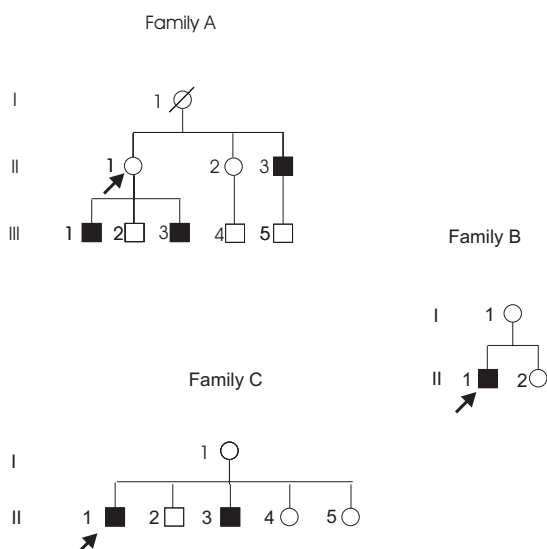 Family A
I 1
II 1 2 3
III 1 2 3 4 5
Family B
I 1
II 1 2
Family C
I 1
II 1 2 3 4 5